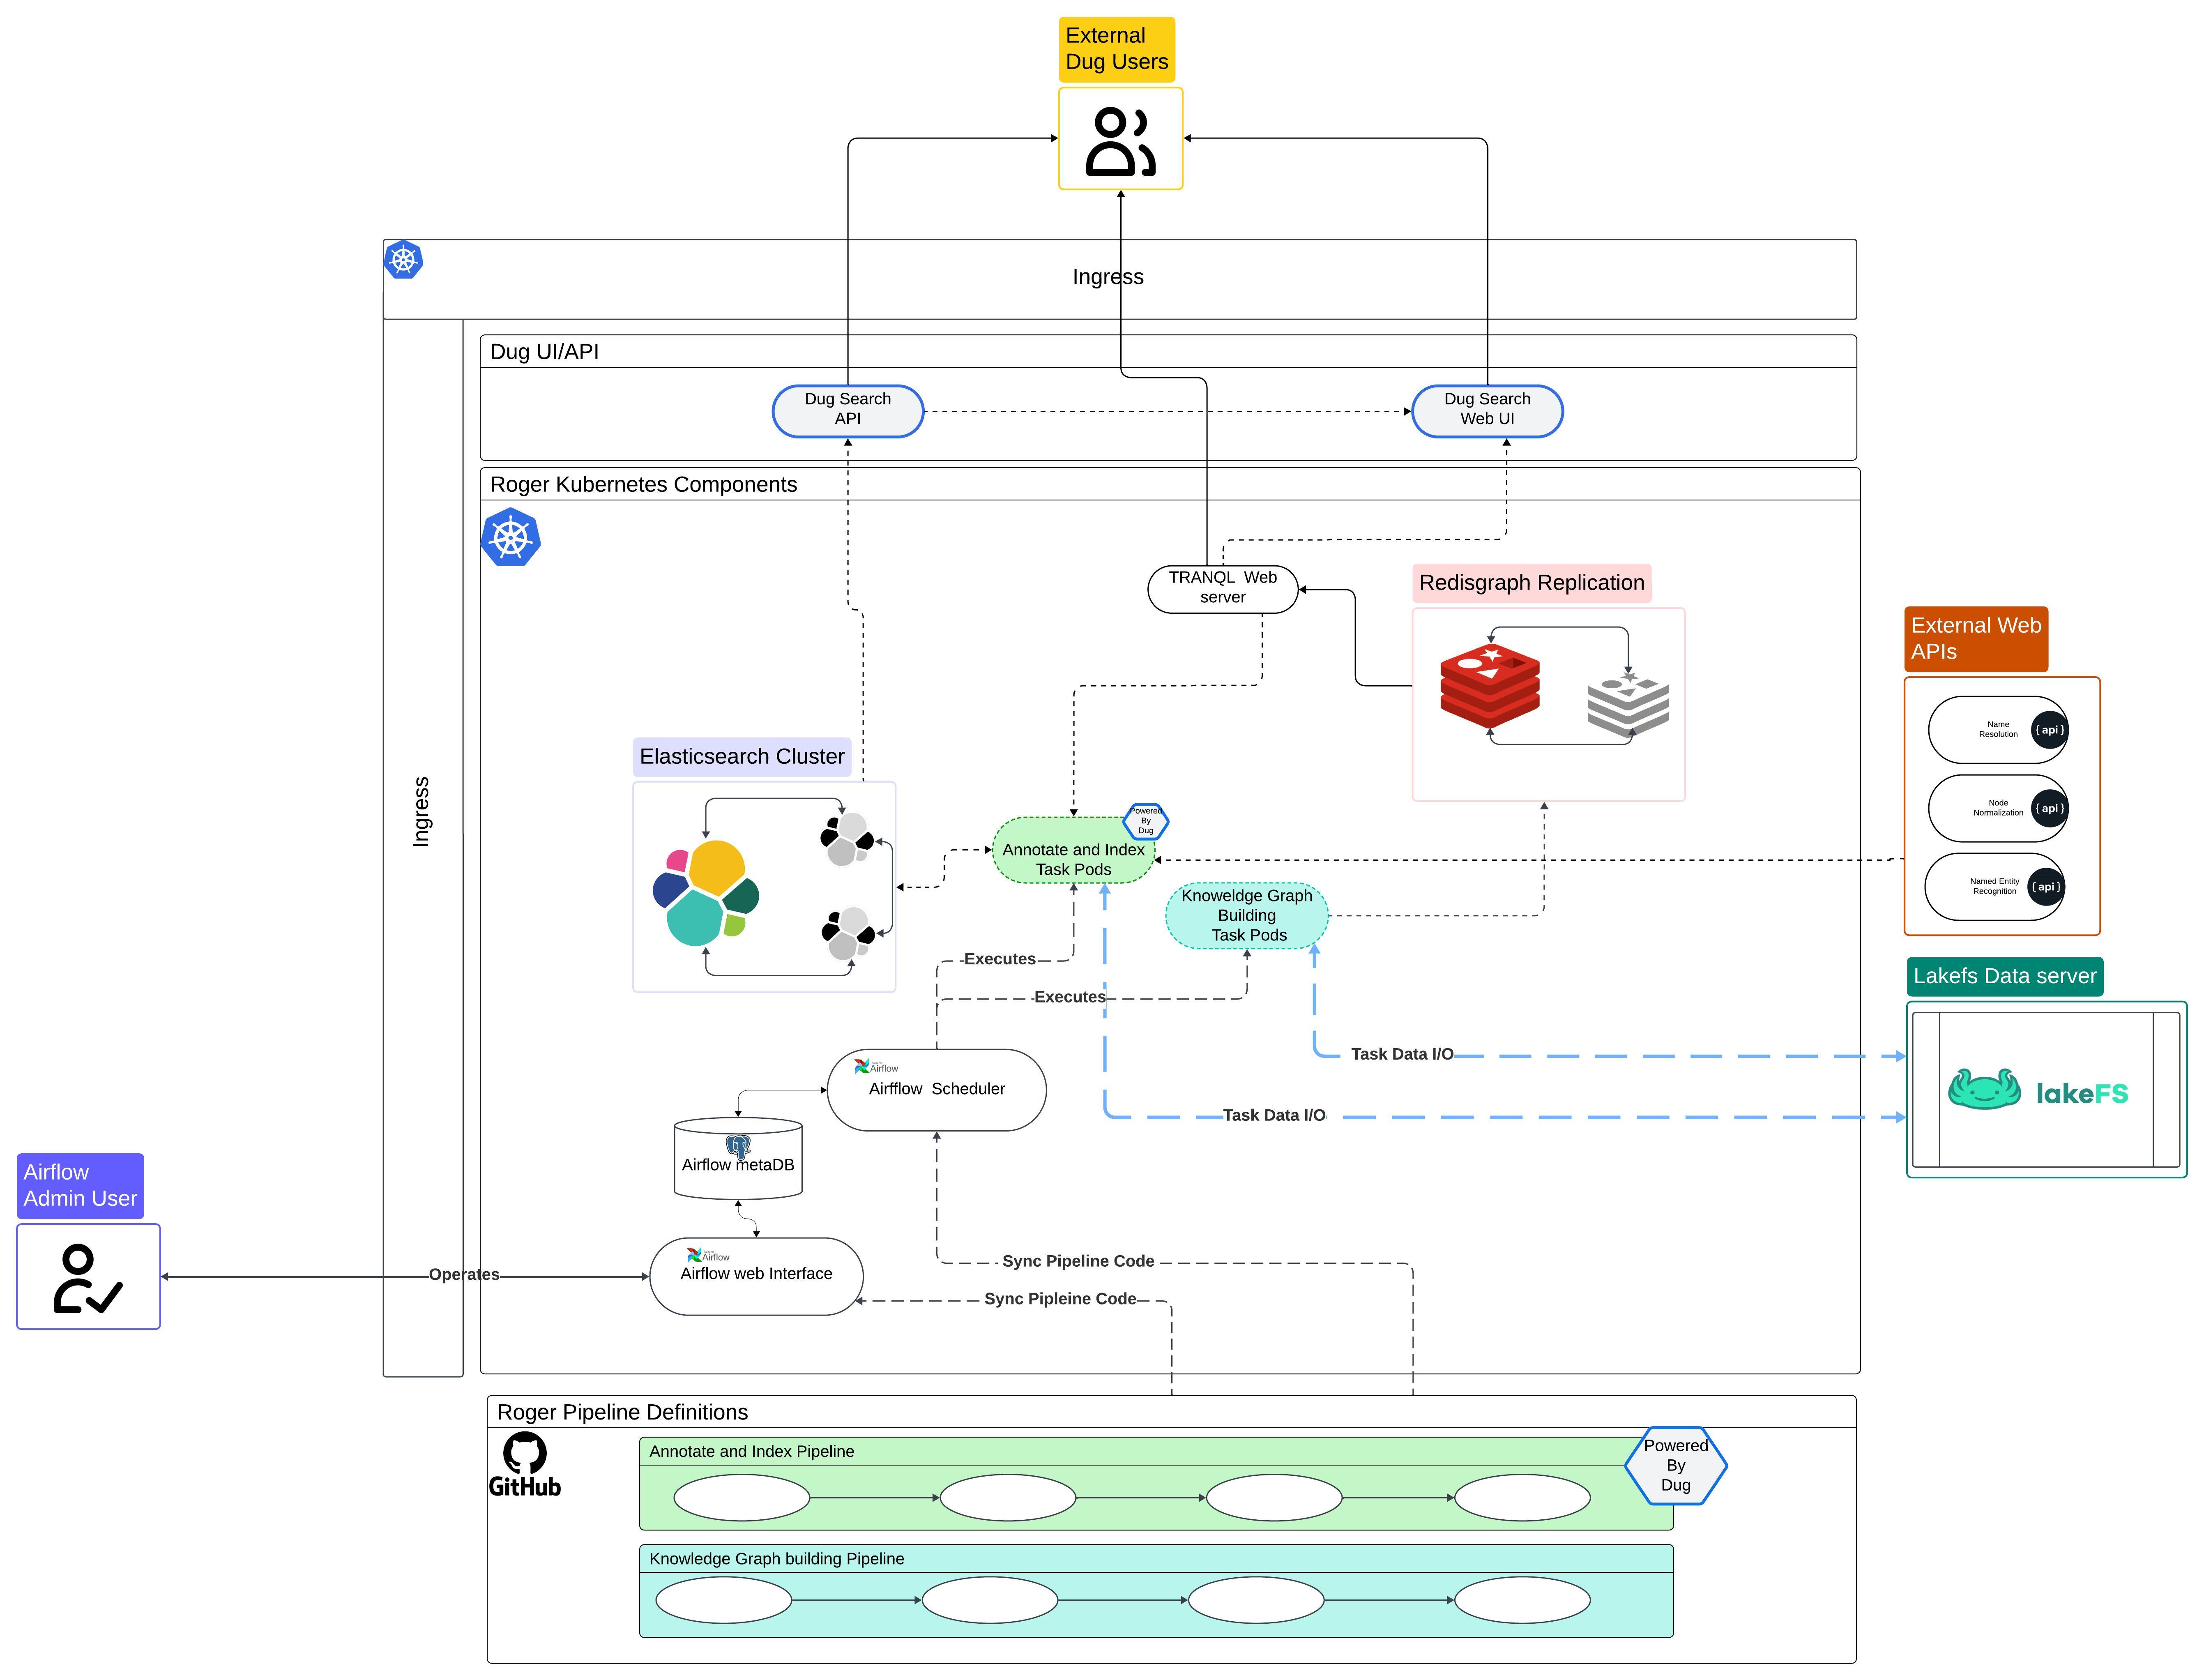 External
Dug Users
Ingress
Dug UI/API
Dug Search
API
Dug Search
Web UI
Roger Kubernetes Components
TRANQL  Web
server
Redisgraph Replication
External Web
APIs
Name
Resolution
{ api }
Node
Normalization
{ api }
Named Entity
Recognition
{ api }
Elasticsearch Cluster
Ingress
Powered
By
Dug
Annotate and Index
Task Pods
Knoweldge Graph
Building
Task Pods
Executes
Executes
Lakefs Data server
lakeFS
Task Data I/O
Task Data I/O
Apache
Airflow
Airfflow  Scheduler
Airflow metaDB
Airflow
Admin User
Operates
Apache
Airflow
Airflow web Interface
Sync Pipeline Code
Sync Pipleine Code
Roger Pipeline Definitions
GitHub
Annotate and Index Pipeline
Powered
By
Dug
Knowledge Graph building Pipeline